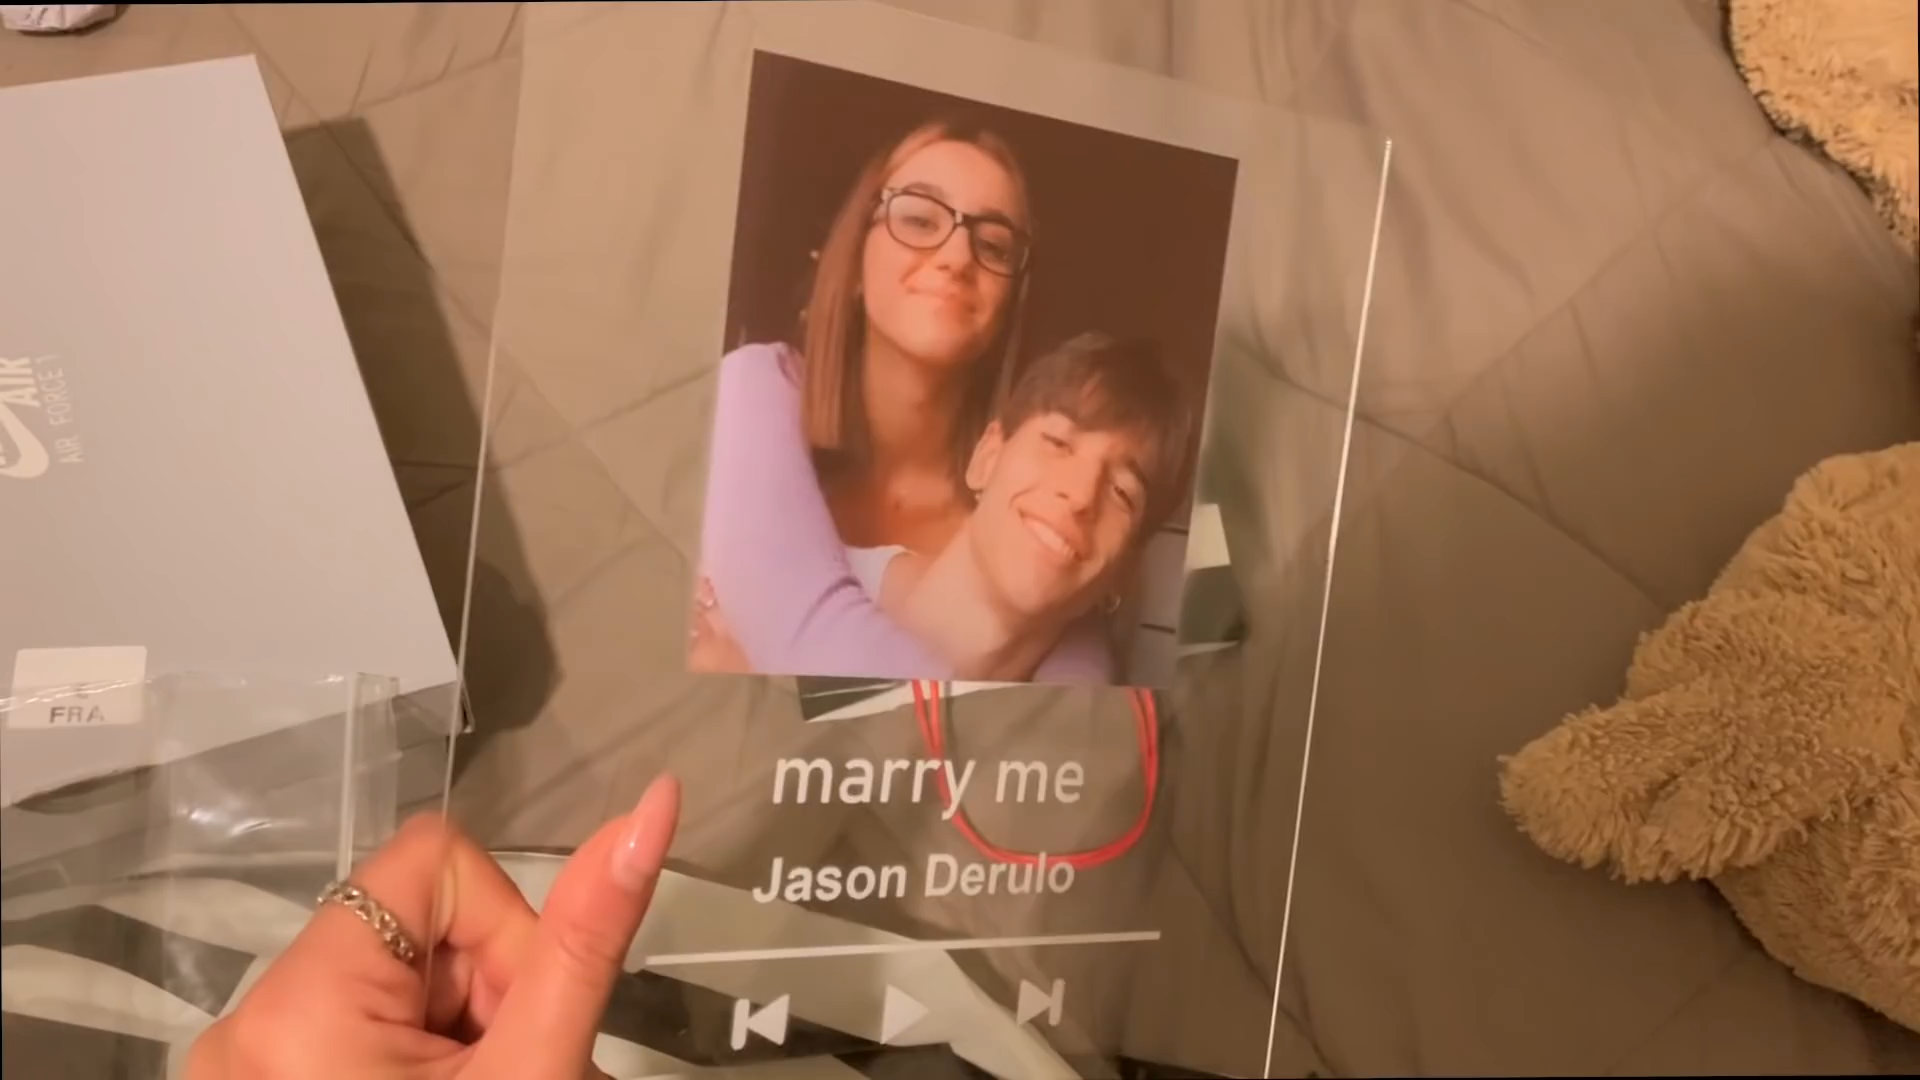 AIR
AIR FORCE 1
FRA
marry me
Jason Derulo